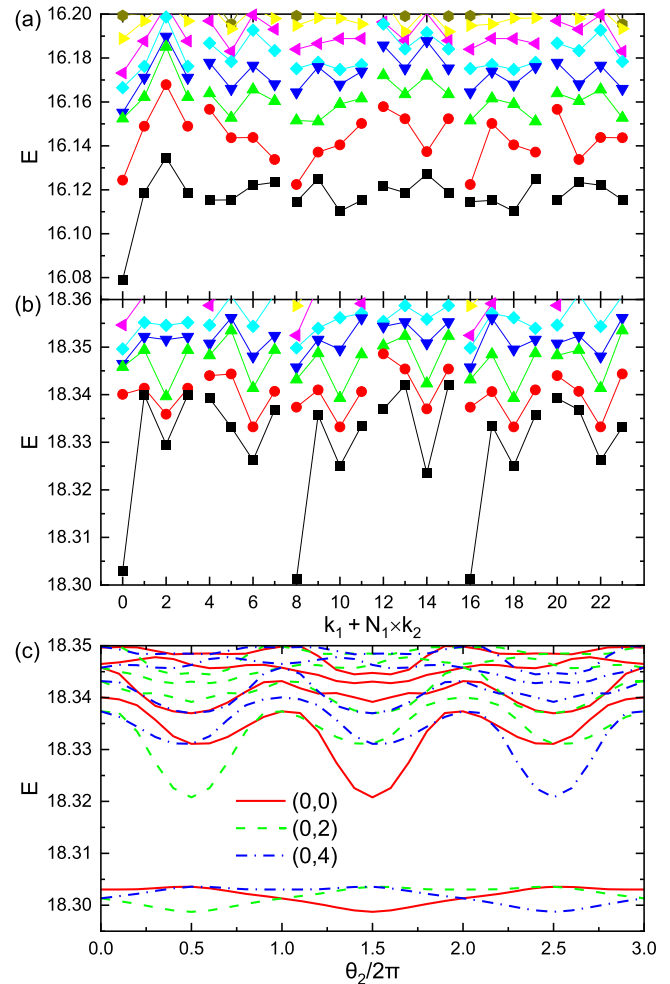 (a)
16.20
16.18
16.16
16.14
16.12
16.10
16.08
E
(b)
18.36
18.35
18.34
18.33
18.32
18.31
18.30
E
0 2 4 6 8 10 12 14 16 18 20 22
k₁ + N₁×k₂
(c)
18.35
18.34
18.33
18.32
18.31
18.30
E
(0,0)
(0,2)
(0,4)
0.0 0.5 1.0 1.5 2.0 2.5 3.0
θ₂/2π